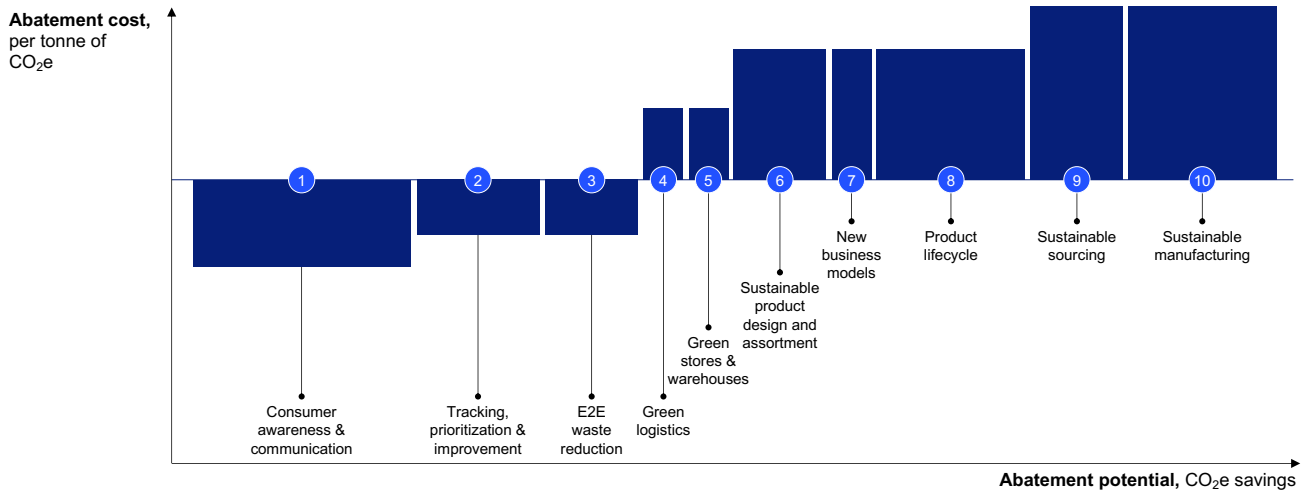 Abatement cost,
per tonne of
CO₂e
1
2
3
4
5
6
7
8
9
10
Consumer
awareness &
communication
Tracking,
prioritization &
improvement
E2E
waste
reduction
Green
logistics
Green
stores &
warehouses
Sustainable
product
design and
assortment
New
business
models
Product
lifecycle
Sustainable
sourcing
Sustainable
manufacturing
Abatement potential, CO₂e savings